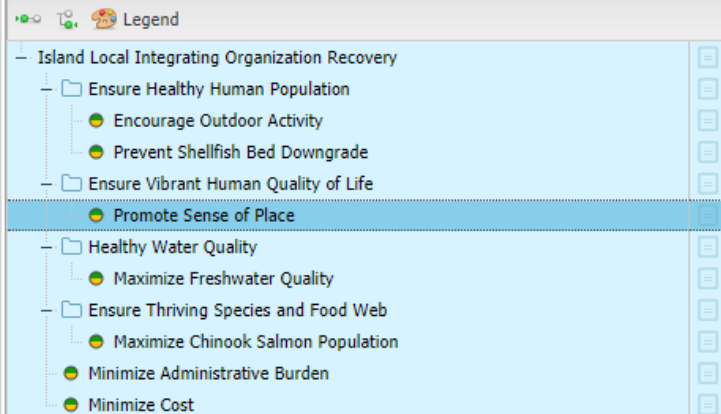 Legend
Island Local Integrating Organization Recovery
Ensure Healthy Human Population
Encourage Outdoor Activity
Prevent Shellfish Bed Downgrade
Ensure Vibrant Human Quality of Life
Promote Sense of Place
Healthy Water Quality
Maximize Freshwater Quality
Ensure Thriving Species and Food Web
Maximize Chinook Salmon Population
Minimize Administrative Burden
Minimize Cost